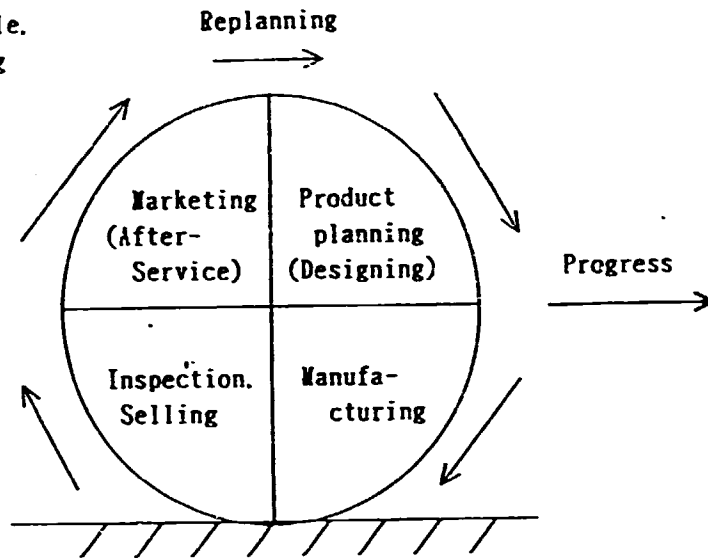 Replanning
Marketing
(After-
Service)
Product
planning
(Designing)
Progress
Inspection.
Selling
Manufa-
cturing